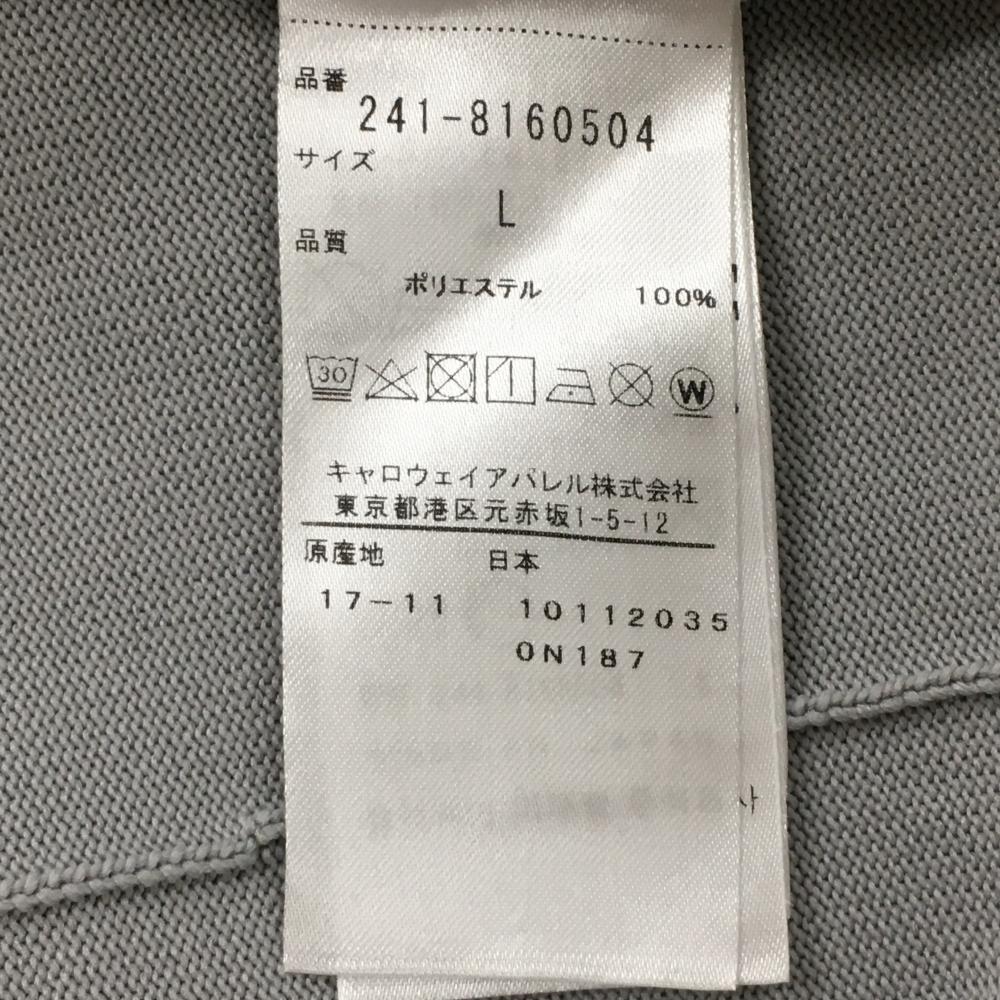 品番
241-8160504
サイズ
L
品質
ポリエステル 100%
30
W
キャロウェイアパレル株式会社
東京都港区元赤坂1-5-12
原産地 日本
17-11 10112035
0N187
사